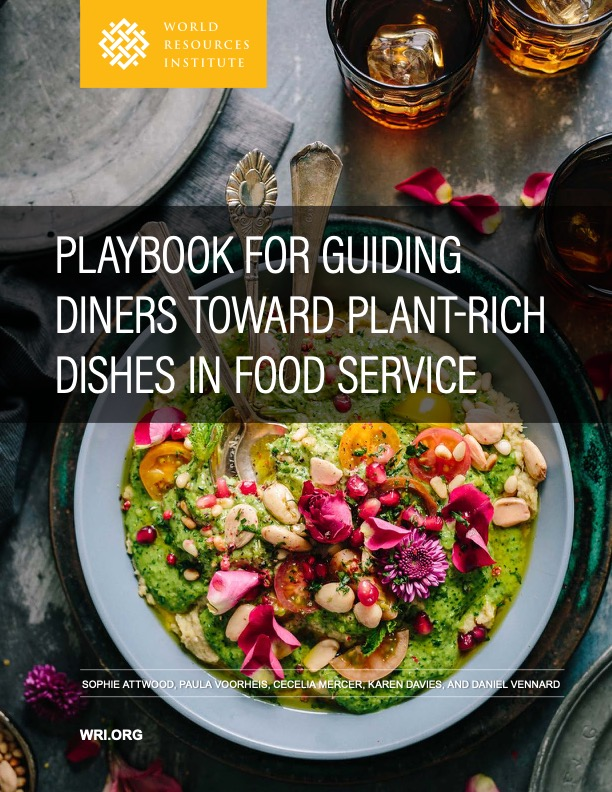 WORLD
RESOURCES
INSTITUTE
PLAYBOOK FOR GUIDING
DINERS TOWARD PLANT-RICH
DISHES IN FOOD SERVICE
SOPHIE ATTWOOD, PAULA VOORHEIS, CECELIA MERCER, KAREN DAVIES, AND DANIEL VENNARD
WRI.ORG